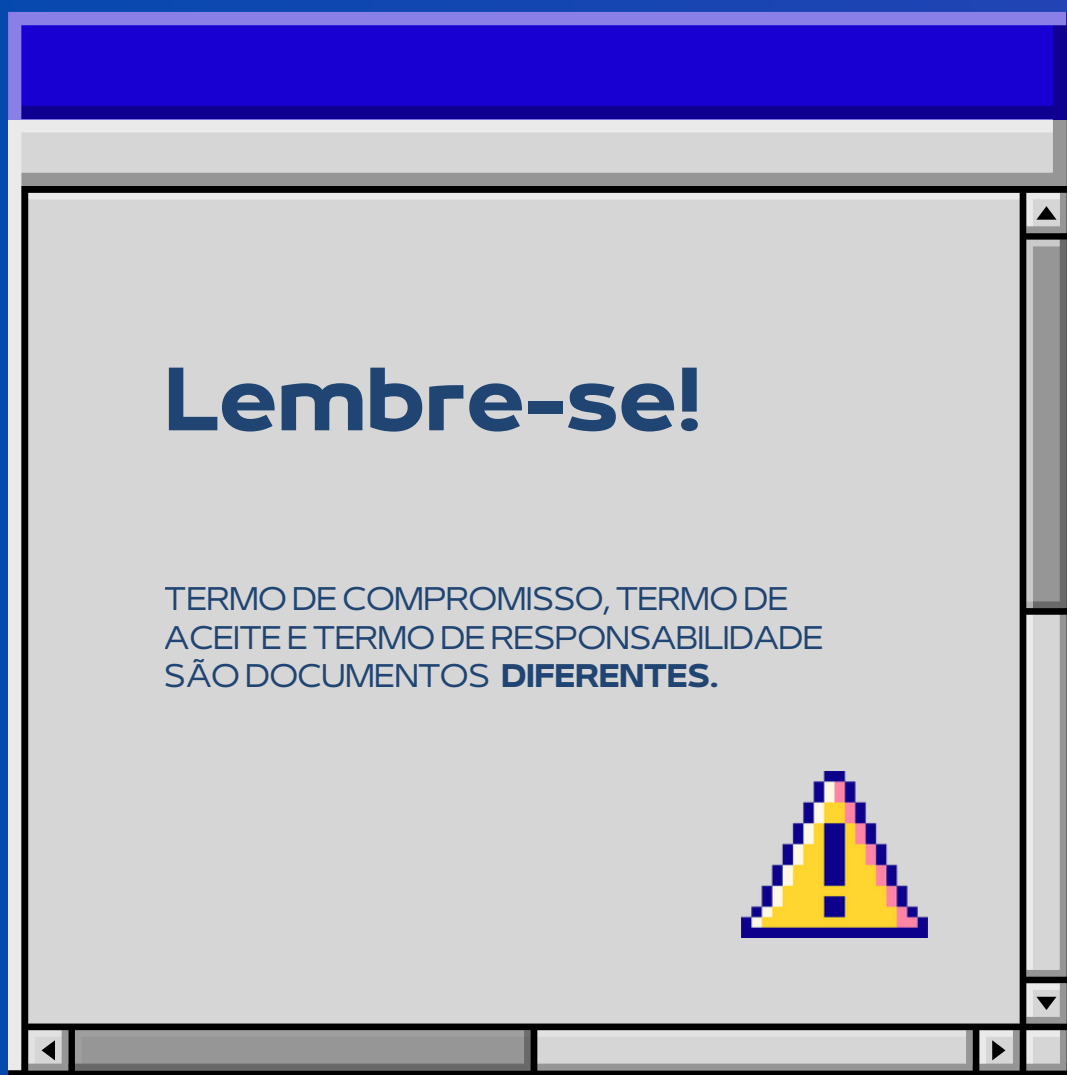 Lembre-se!
TERMO DE COMPROMISSO, TERMO DE
ACEITE E TERMO DE RESPONSABILIDADE
SÃO DOCUMENTOS DIFERENTES.